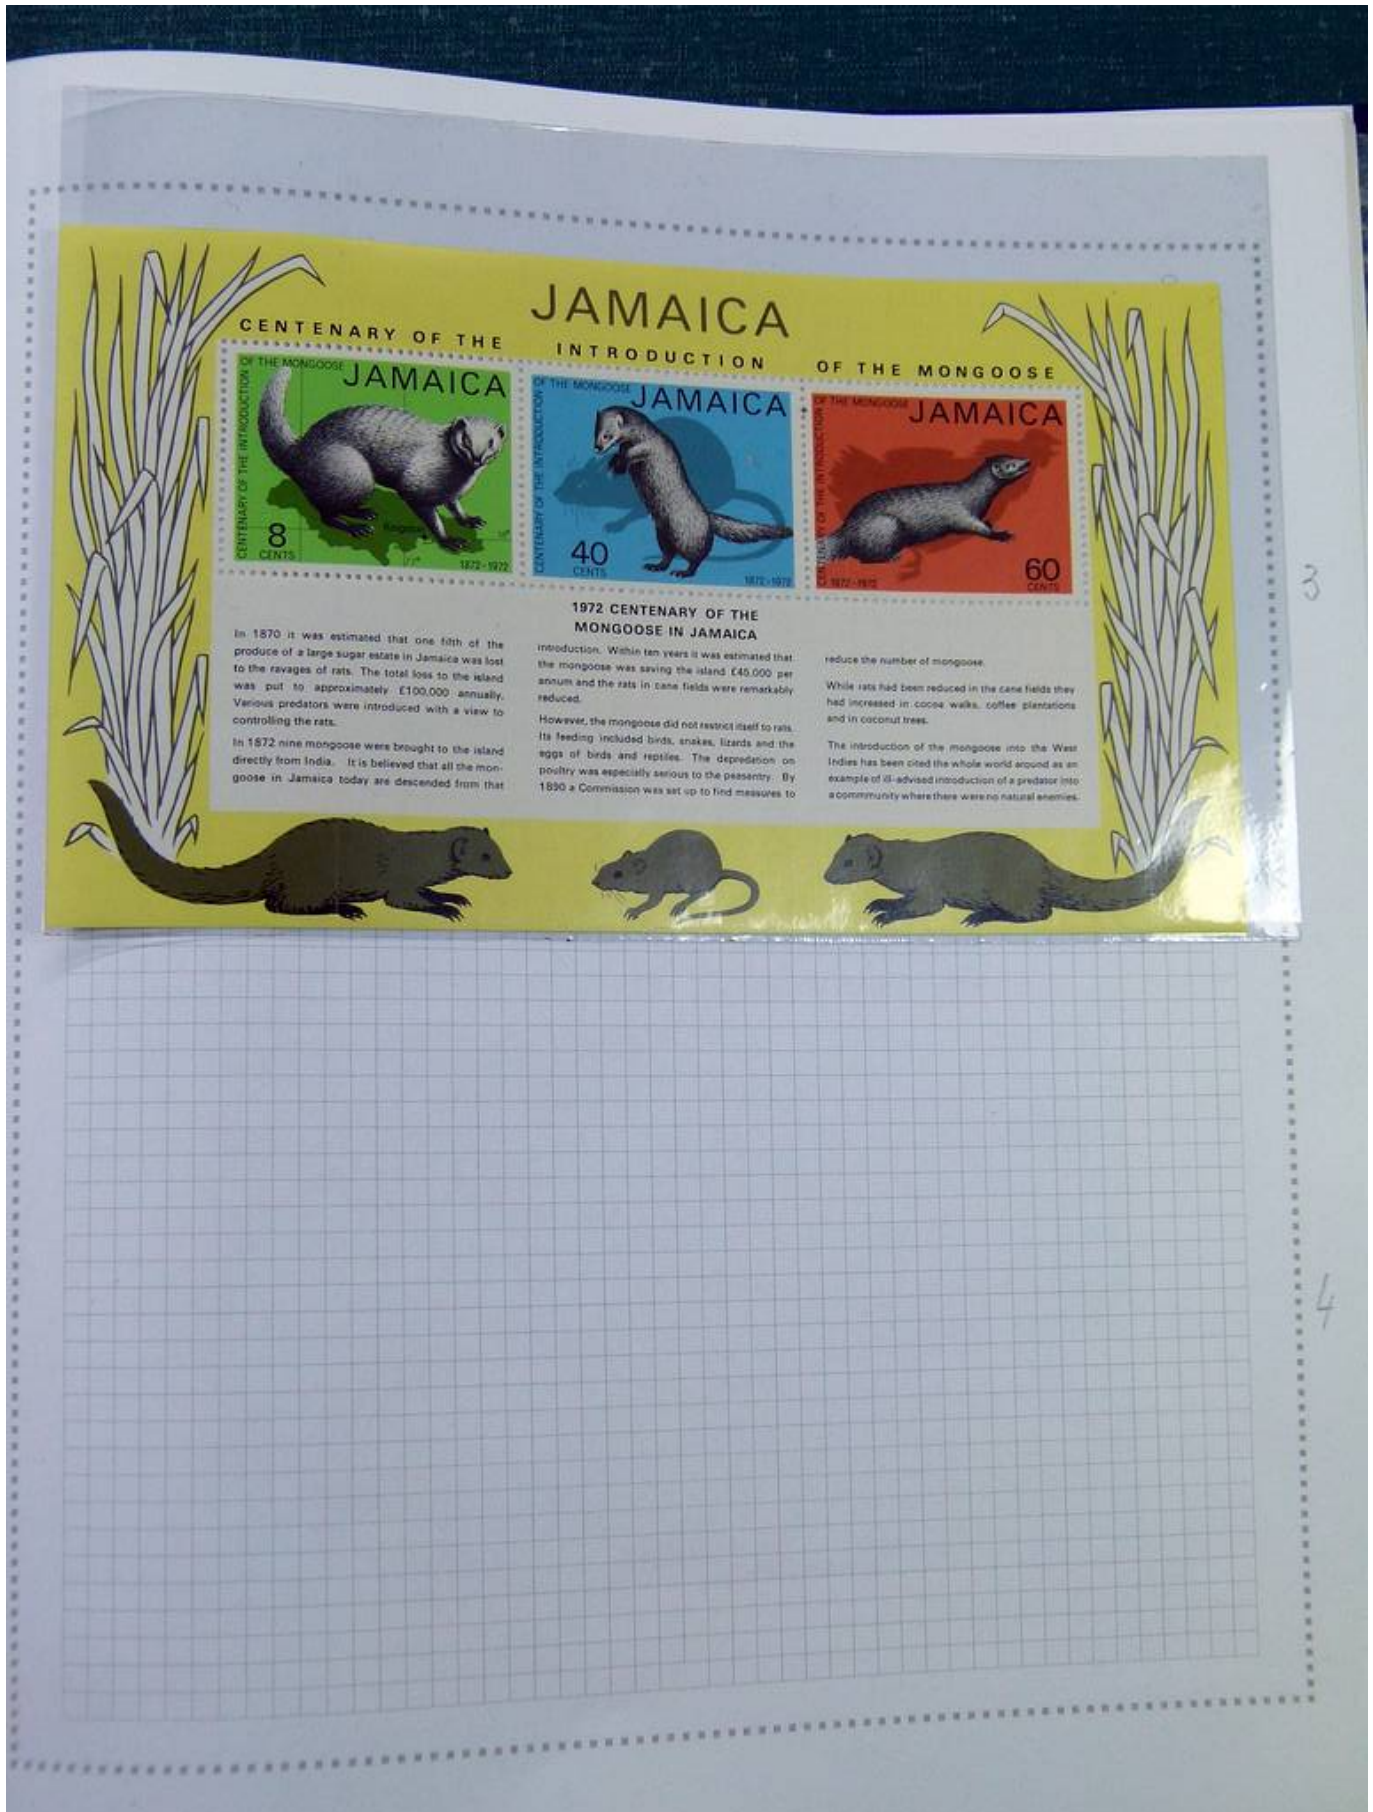 JAMAICA
CENTENARY OF THE INTRODUCTION OF THE MONGOOSE
CENTENARY OF THE INTRODUCTION
OF THE MONGOOSE
JAMAICA
Kingston
8
CENTS
1872-1972
CENTENARY OF THE INTRODUCTION
OF THE MONGOOSE
JAMAICA
40
CENTS
1872-1972
CENTENARY OF THE INTRODUCTION
OF THE MONGOOSE
JAMAICA
1872-1972
60
CENTS
1972 CENTENARY OF THE
MONGOOSE IN JAMAICA
In 1870 it was estimated that one fifth of the
produce of a large sugar estate in Jamaica was lost
to the ravages of rats. The total loss to the island
was put to approximately £100,000 annually.
Various predators were introduced with a view to
controlling the rats.
In 1872 nine mongoose were brought to the island
directly from India. It is believed that all the mon-
goose in Jamaica today are descended from that
introduction. Within ten years it was estimated that
the mongoose was saving the island £45,000 per
annum and the rats in cane fields were remarkably
reduced.
However, the mongoose did not restrict itself to rats.
Its feeding included birds, snakes, lizards and the
eggs of birds and reptiles. The depredation on
poultry was especially serious to the peasantry. By
1890 a Commission was set up to find measures to
reduce the number of mongoose.
While rats had been reduced in the cane fields they
had increased in cocoa walks, coffee plantations
and in coconut trees.
The introduction of the mongoose into the West
Indies has been cited the whole world around as an
example of ill-advised introduction of a predator into
a commmunity where there were no natural enemies.
3
4